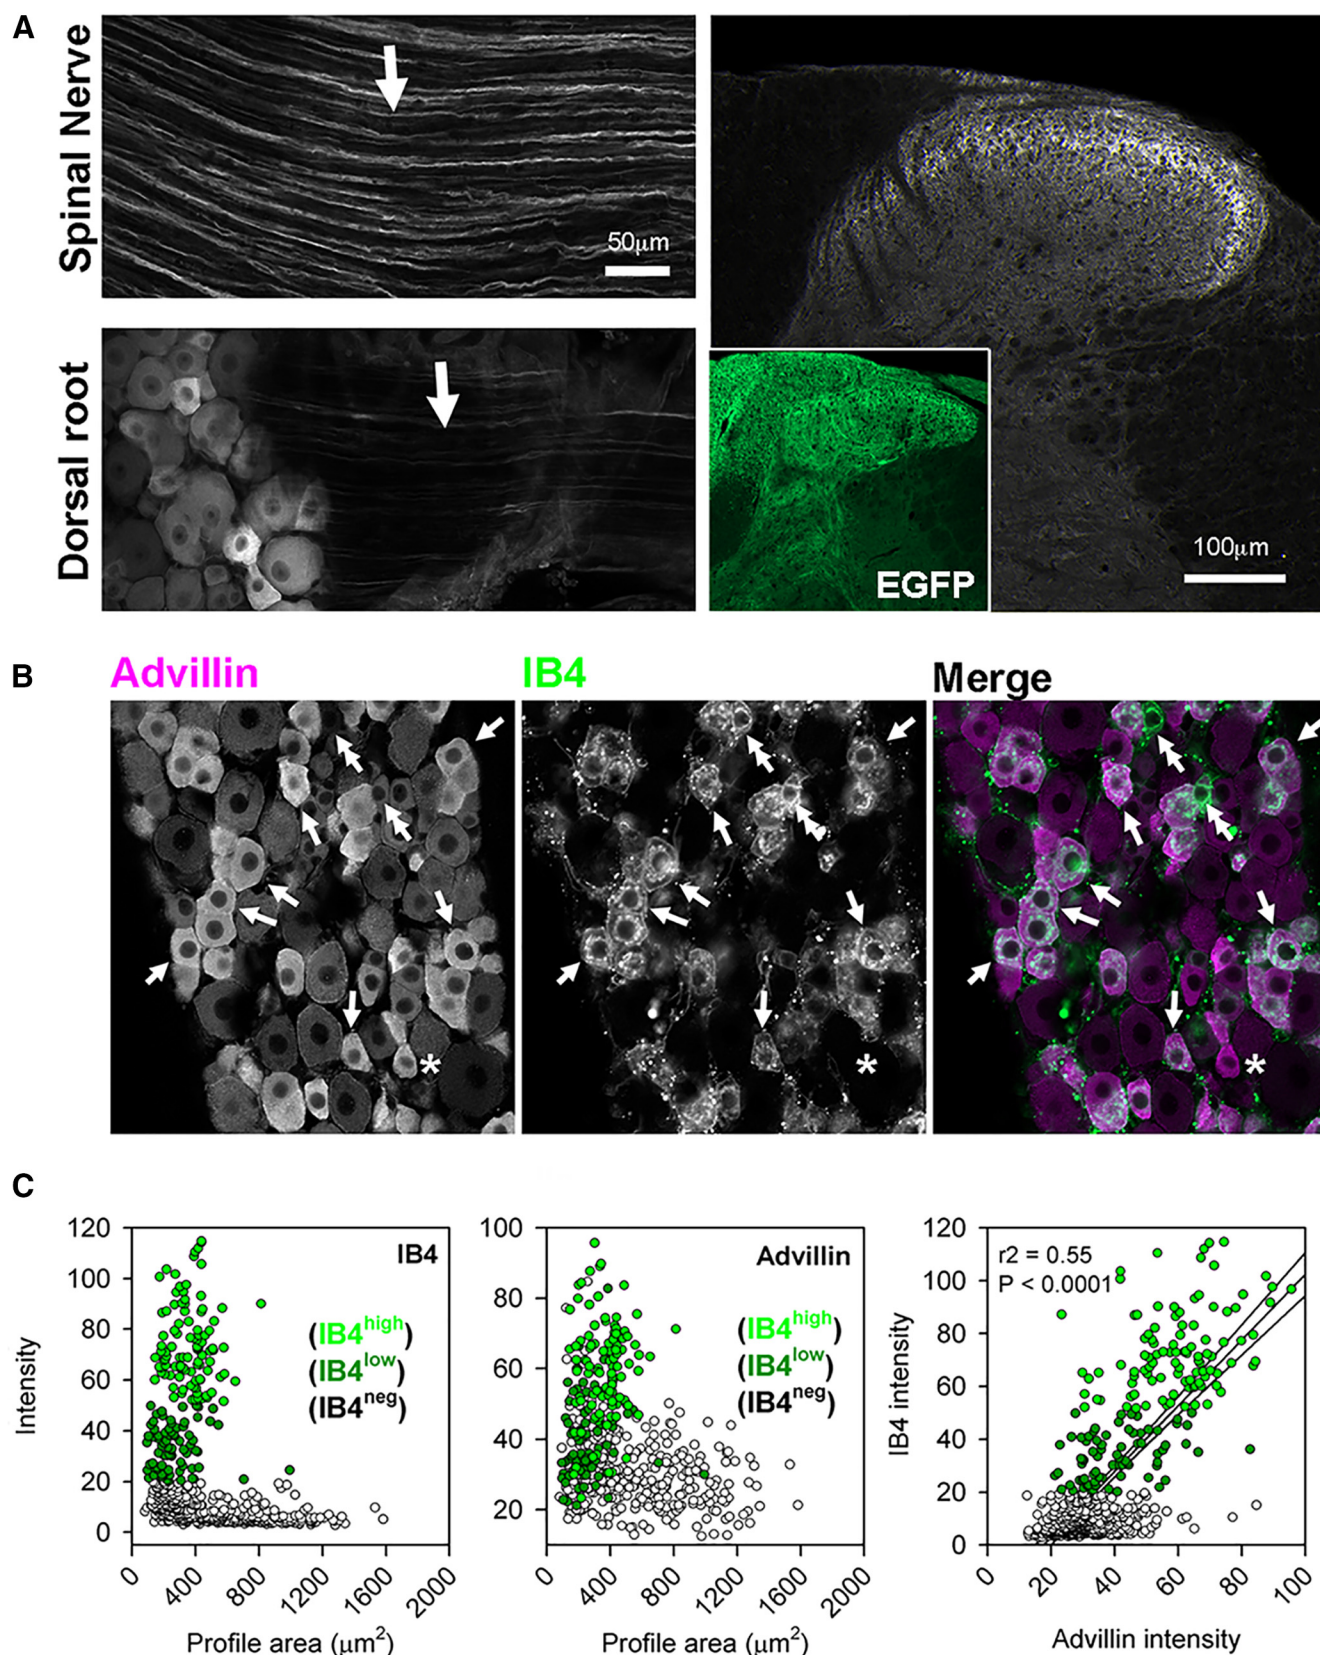 A
Spinal Nerve
50μm
Dorsal root
EGFP
100μm
B
Advillin
IB4
Merge
*
*
*
C
Intensity
120
100
80
60
40
20
0
IB4
(IB4high)
(IB4low)
(IB4neg)
0
400
800
1200
1600
2000
Profile area (μm2)
100
80
60
40
20
Advillin
(IB4high)
(IB4low)
(IB4neg)
0
400
800
1200
1600
2000
Profile area (μm2)
IB4 intensity
120
100
80
60
40
20
0
r2 = 0.55
P < 0.0001
0
20
40
60
80
100
Advillin intensity